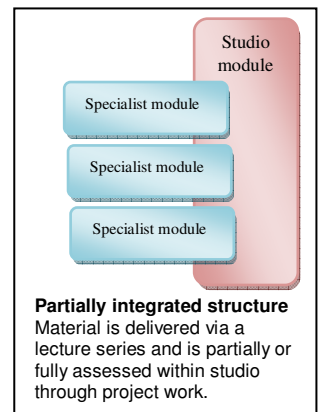 Studio
module
Specialist module
Specialist module
Specialist module
Partially integrated structure
Material is delivered via a
lecture series and is partially or
fully assessed within studio
through project work.